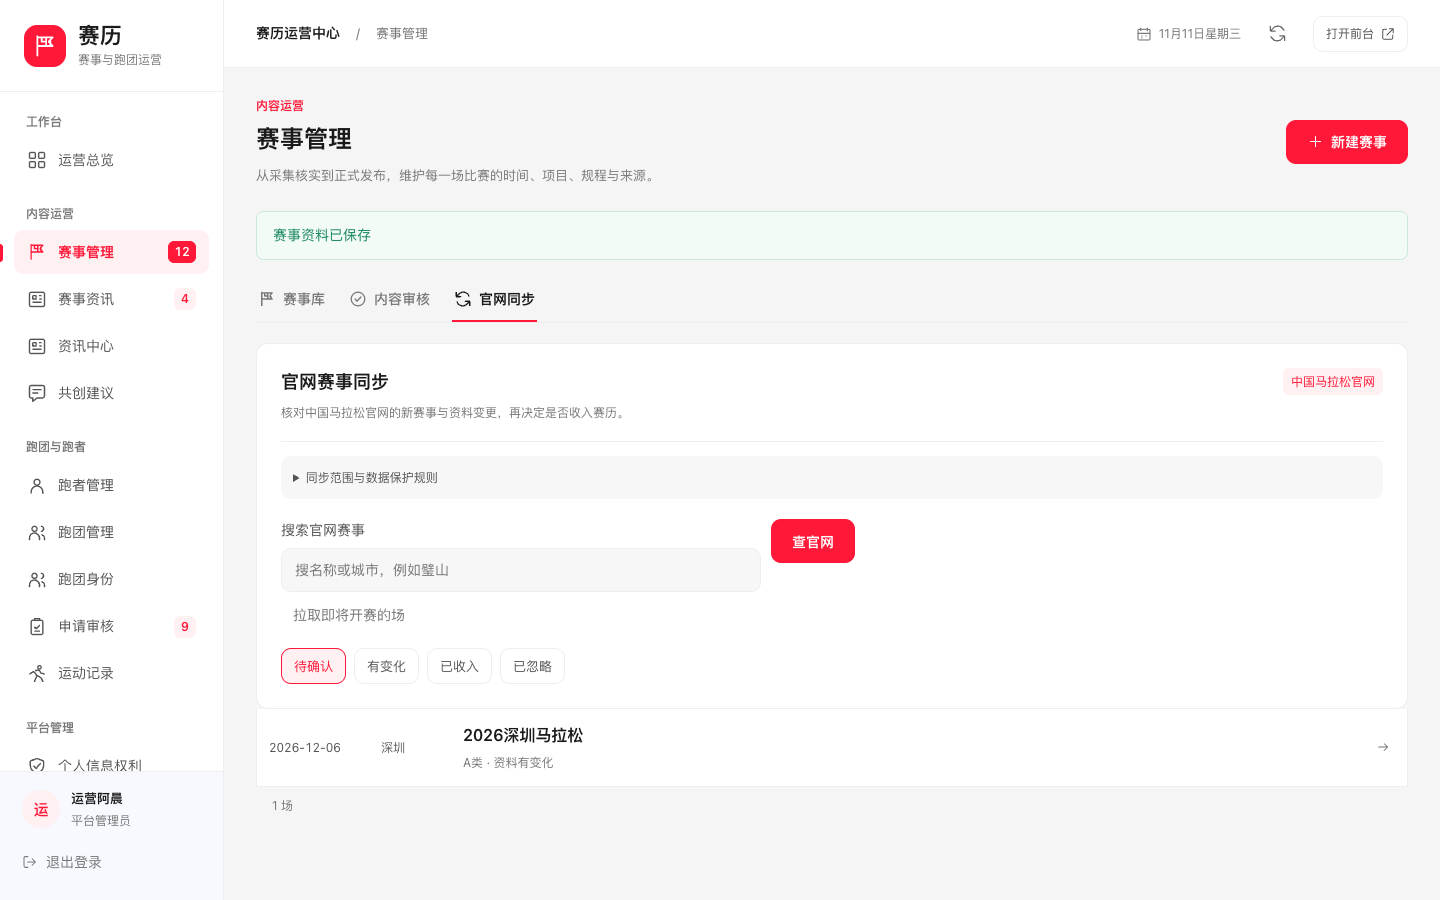 赛历
赛事与跑团运营
工作台
运营总览
内容运营
赛事管理 12
赛事资讯 4
资讯中心
共创建议
跑团与跑者
跑者管理
跑团管理
跑团身份
申请审核 9
运动记录
平台管理
个人信息权利
运 运营阿晨
平台管理员
退出登录
赛历运营中心 / 赛事管理
11月11日星期三
打开前台
内容运营
赛事管理
从采集核实到正式发布，维护每一场比赛的时间、项目、规程与来源。
新建赛事
赛事资料已保存
赛事库 内容审核 官网同步
官网赛事同步
中国马拉松官网
核对中国马拉松官网的新赛事与资料变更，再决定是否收入赛历。
同步范围与数据保护规则
搜索官网赛事
搜名称或城市，例如璧山
查官网
拉取即将开赛的场
待确认 有变化 已收入 已忽略
2026-12-06 深圳 2026深圳马拉松
A类 · 资料有变化
1 场